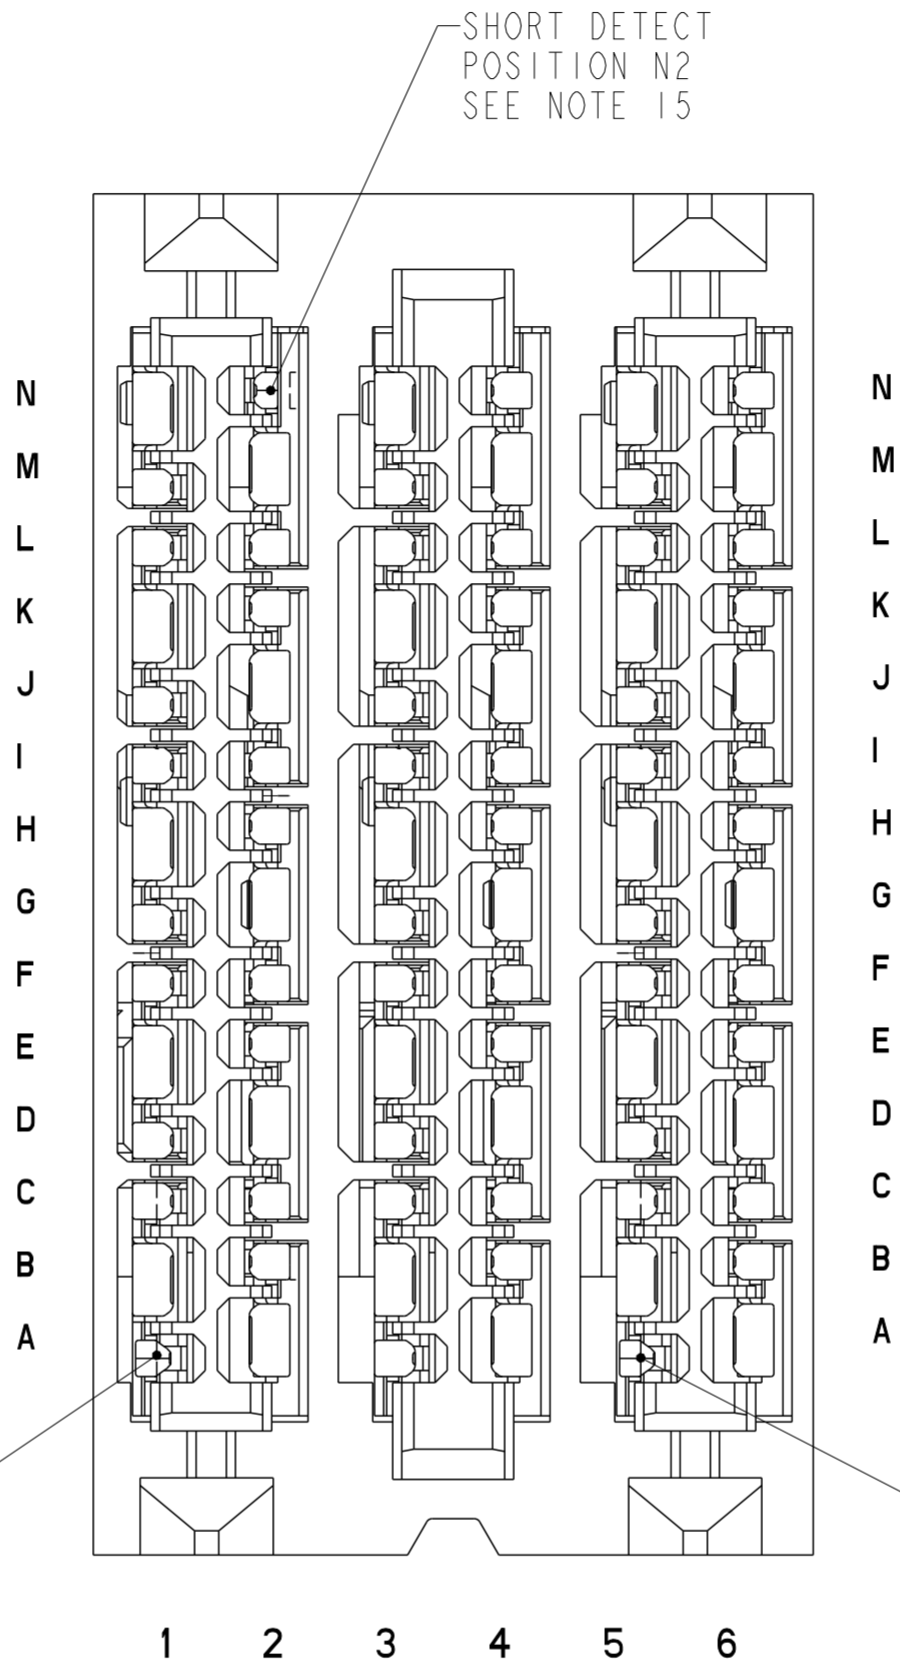 SHORT DETECT
POSITION N2
SEE NOTE 15
N N
M M
L L
K K
J J
I I
H H
G G
F F
E E
D D
C C
B B
A A
1 2 3 4 5 6